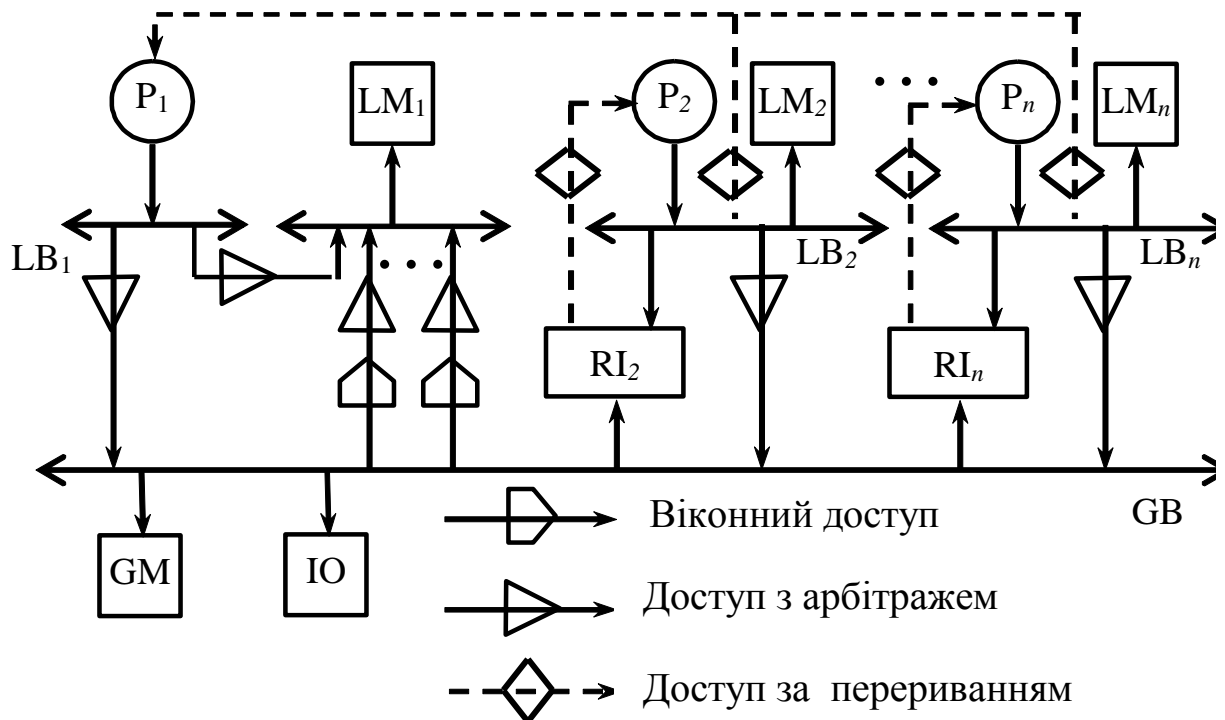 P1
LM1
P2
LM2
Pn
LMn
LB1
LB2
LBn
RI2
RIn
GB
GM
IO
Віконний доступ
Доступ з арбітражем
Доступ за перериванням